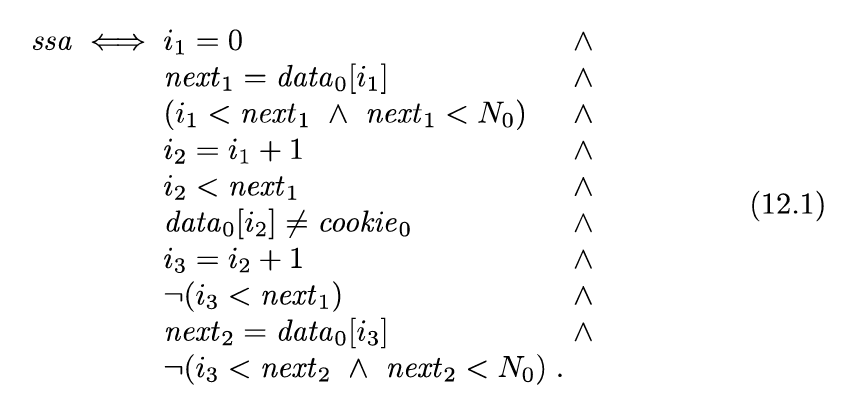 ssa ⟺ i₁ = 0 ∧
next₁ = data₀[i₁] ∧
(i₁ < next₁ ∧ next₁ < N₀) ∧
i₂ = i₁ + 1 ∧
i₂ < next₁ ∧
data₀[i₂] ≠ cookie₀ ∧
i₃ = i₂ + 1 ∧
¬(i₃ < next₁) ∧
next₂ = data₀[i₃] ∧
¬(i₃ < next₂ ∧ next₂ < N₀) .
(12.1)